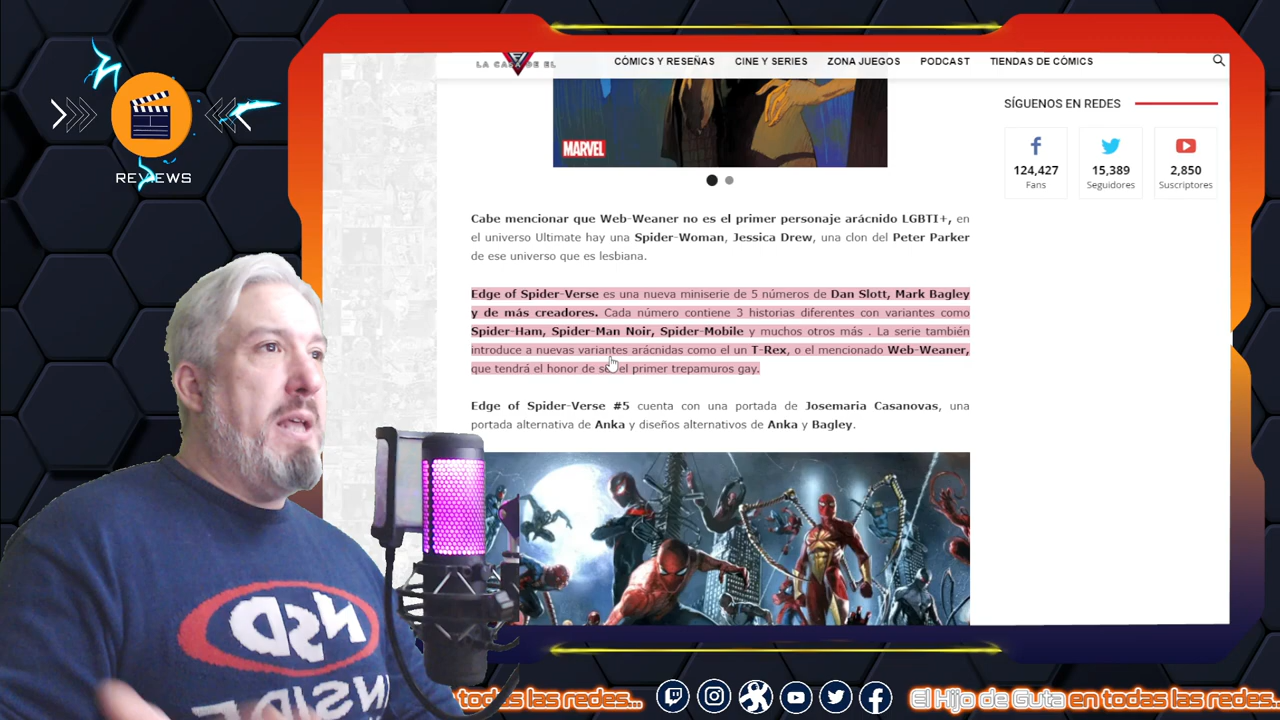 LA CASA DE EL
CÓMICS Y RESEÑAS CINE Y SERIES ZONA JUEGOS PODCAST TIENDAS DE CÓMICS
REVIEWS
MARVEL
SÍGUENOS EN REDES
124,427
Fans
15,389
Seguidores
2,850
Suscriptores
Cabe mencionar que Web-Weaner no es el primer personaje arácnido LGBTI+, en
el universo Ultimate hay una Spider-Woman, Jessica Drew, una clon del Peter Parker
de ese universo que es lesbiana.
Edge of Spider-Verse es una nueva miniserie de 5 números de Dan Slott, Mark Bagley
y de más creadores. Cada número contiene 3 historias diferentes con variantes como
Spider-Ham, Spider-Man Noir, Spider-Mobile y muchos otros más . La serie también
introduce a nuevas variantes arácnidas como el un T-Rex, o el mencionado Web-Weaner,
que tendrá el honor de ser el primer trepamuros gay.
Edge of Spider-Verse #5 cuenta con una portada de Josemaria Casanovas, una
portada alternativa de Anka y diseños alternativos de Anka y Bagley.
NSD
INSIDE
todas las redes... El Hijo de Guta en todas las redes...